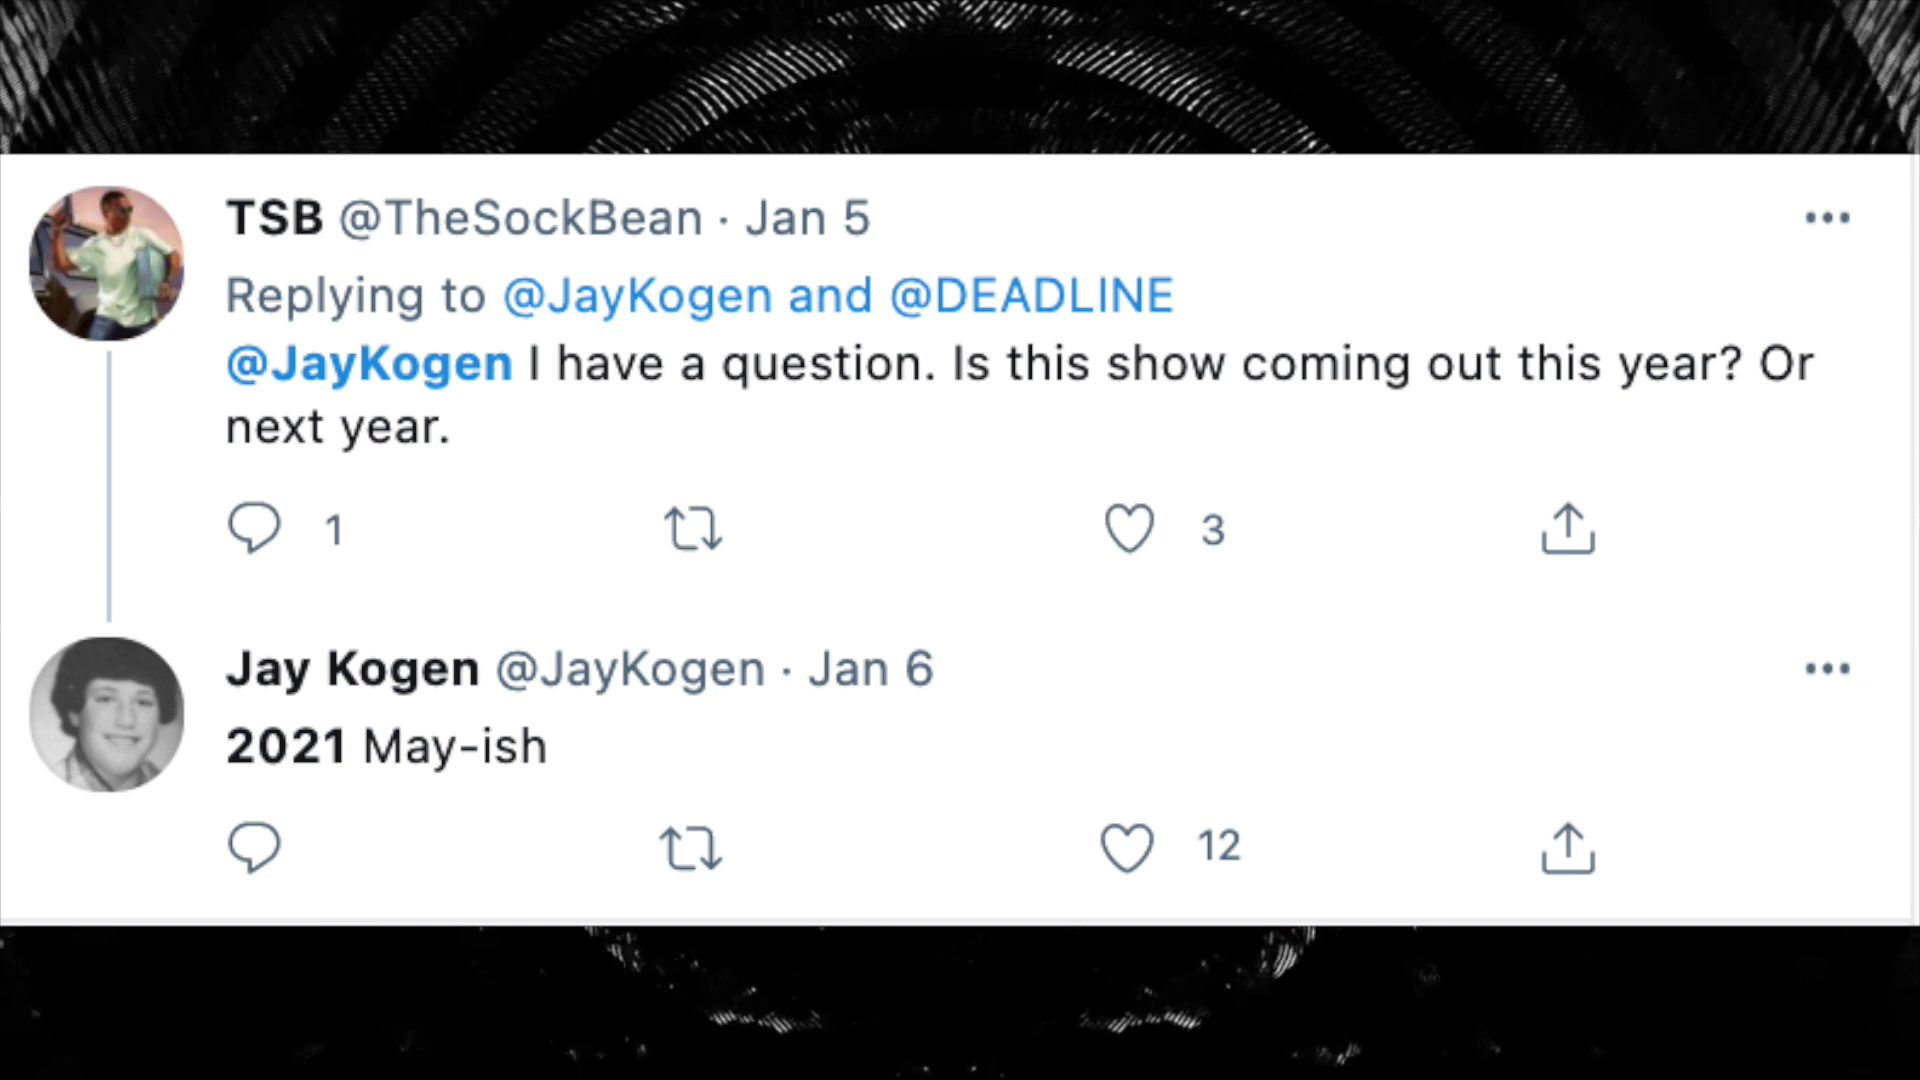 TSB @TheSockBean · Jan 5
Replying to @JayKogen and @DEADLINE
@JayKogen I have a question. Is this show coming out this year? Or
next year.
1 3
Jay Kogen @JayKogen · Jan 6
2021 May-ish
12